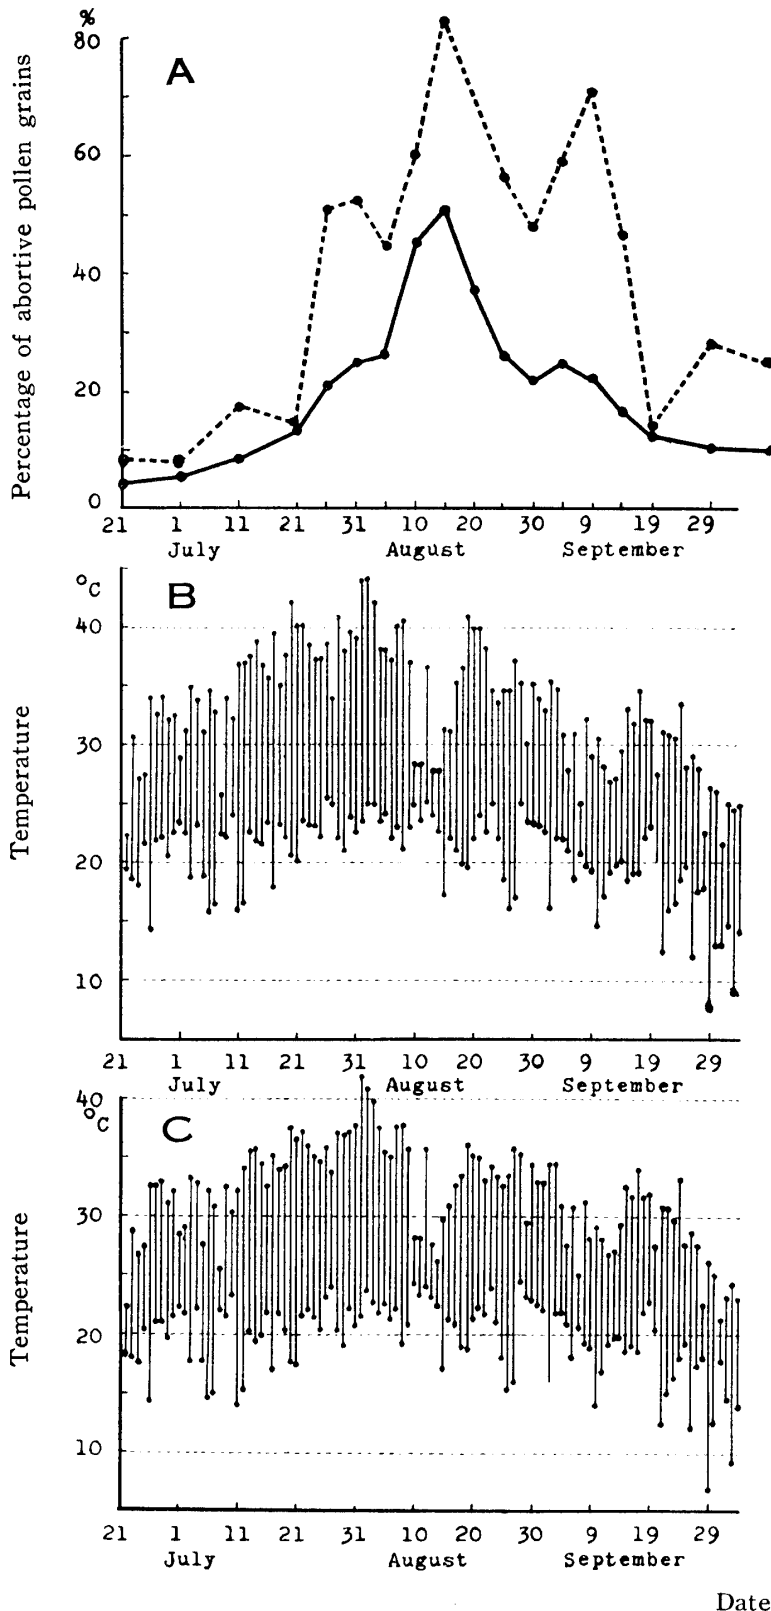 %
80
A
60
40
20
0
Percentage of abortive pollen grains
21 1 11 21 31 10 20 30 9 19 29
July August September
°C
B
40
30
20
10
Temperature
21 1 11 21 31 10 20 30 9 19 29
July August September
40
°C
C
30
20
10
Temperature
21 1 11 21 31 10 20 30 9 19 29
July August September
Date